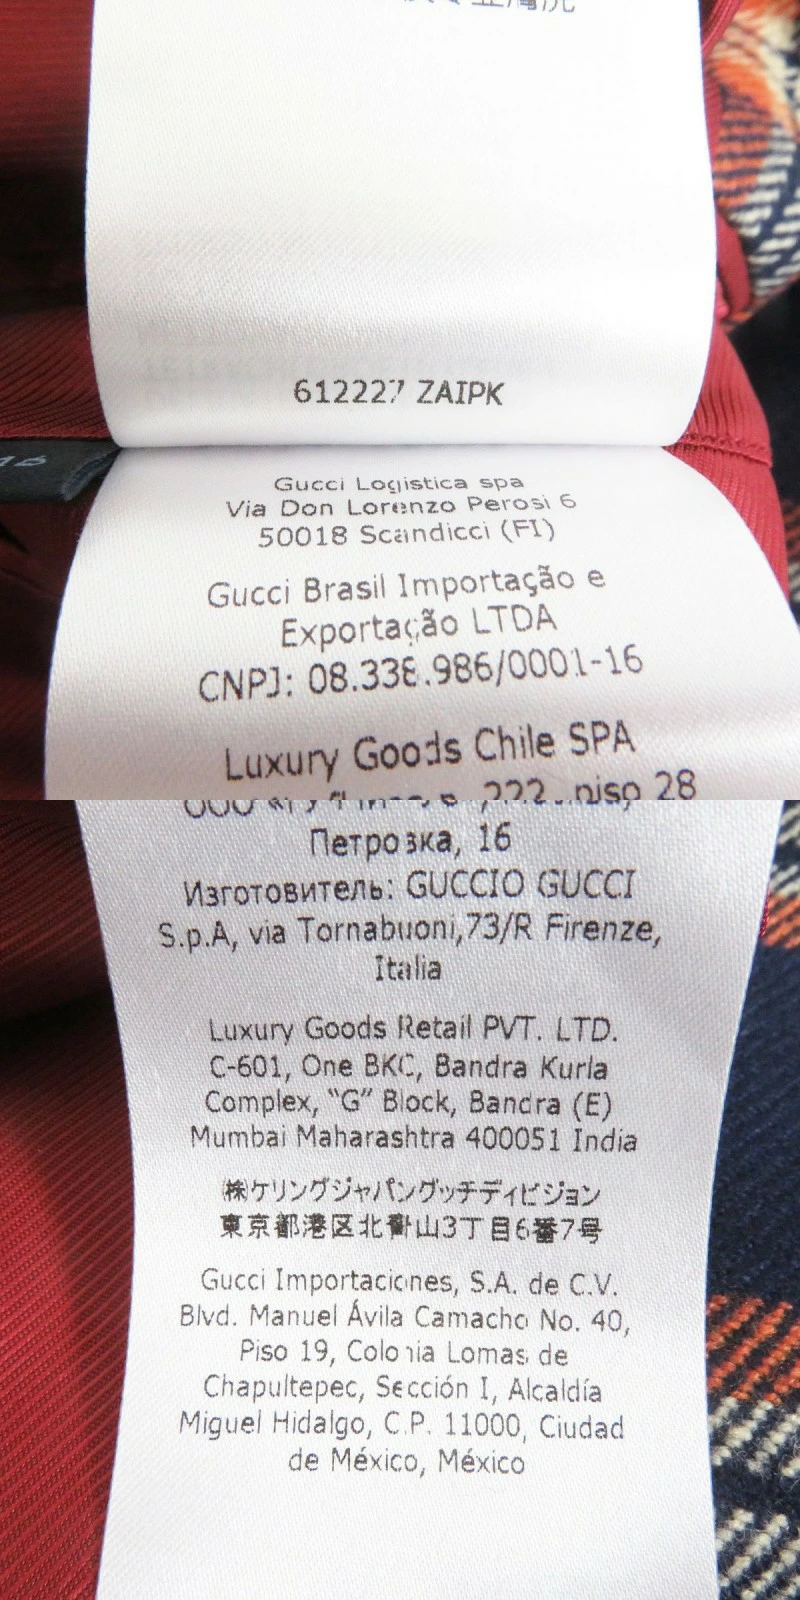 612227 ZAIPK
Gucci Logistica spa
Via Don Lorenzo Perosi 6
50018 Scandicci (FI)
Gucci Brasil Importação e
Exportação LTDA
CNPJ: 08.338.986/0001-16
Luxury Goods Chile SPA
222 piso 28
Петровка, 16
Изготовитель: GUCCIO GUCCI
S.p.A, via Tornabuoni,73/R Firenze,
Italia
Luxury Goods Retail PVT. LTD.
C-601, One BKC, Bandra Kurla
Complex, “G” Block, Bandra (E)
Mumbai Maharashtra 400051 India
㈱ケリングジャパングッチディビジョン
東京都港区北青山3丁目6番7号
Gucci Importaciones, S.A. de C.V.
Blvd. Manuel Ávila Camacho No. 40,
Piso 19, Colonia Lomas de
Chapultepec, Sección I, Alcaldía
Miguel Hidalgo, C.P. 11000, Ciudad
de México, México